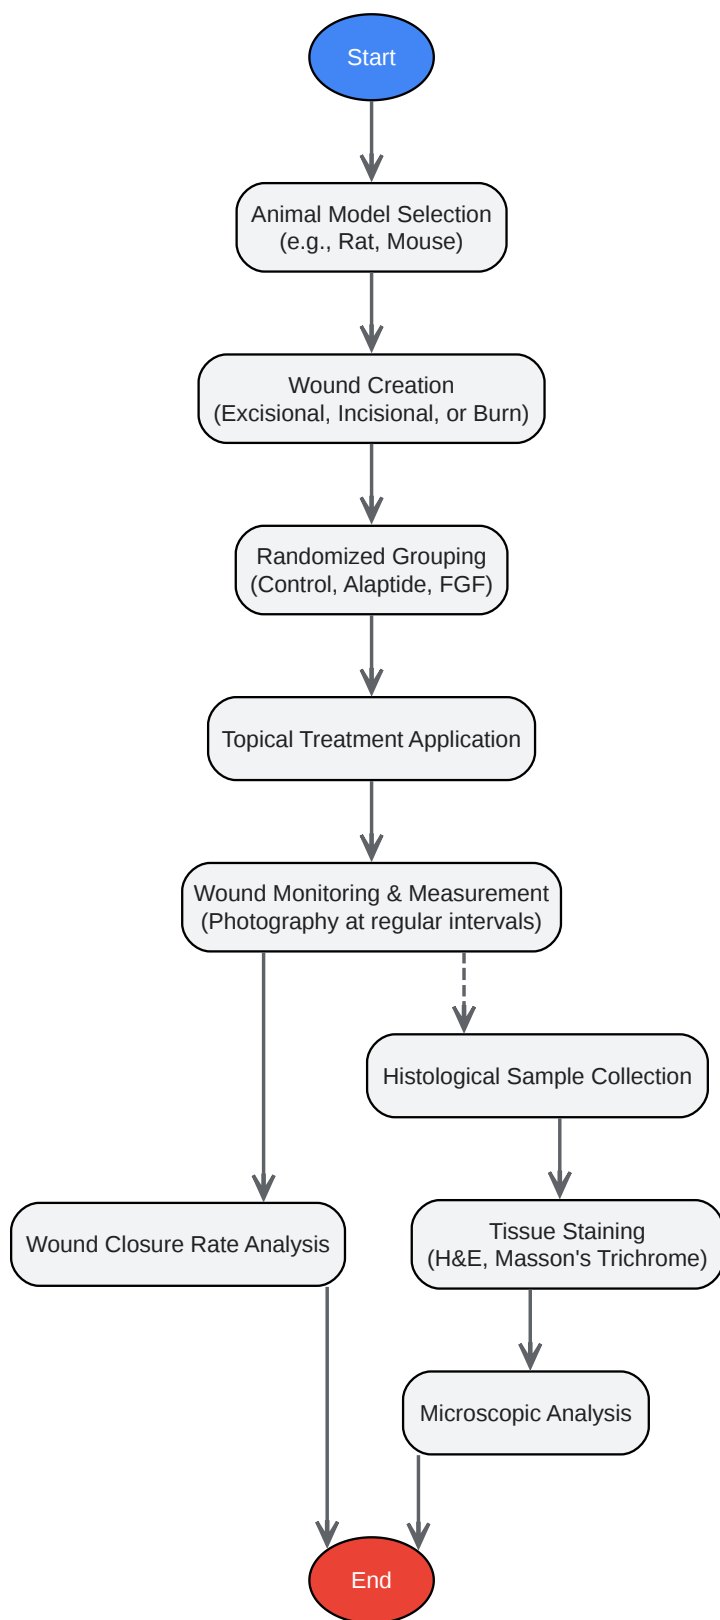 Start
Animal Model Selection
(e.g., Rat, Mouse)
Wound Creation
(Excisional, Incisional, or Burn)
Randomized Grouping
(Control, Alaptide, FGF)
Topical Treatment Application
Wound Monitoring & Measurement
(Photography at regular intervals)
Histological Sample Collection
Wound Closure Rate Analysis
Tissue Staining
(H&E, Masson's Trichrome)
Microscopic Analysis
End